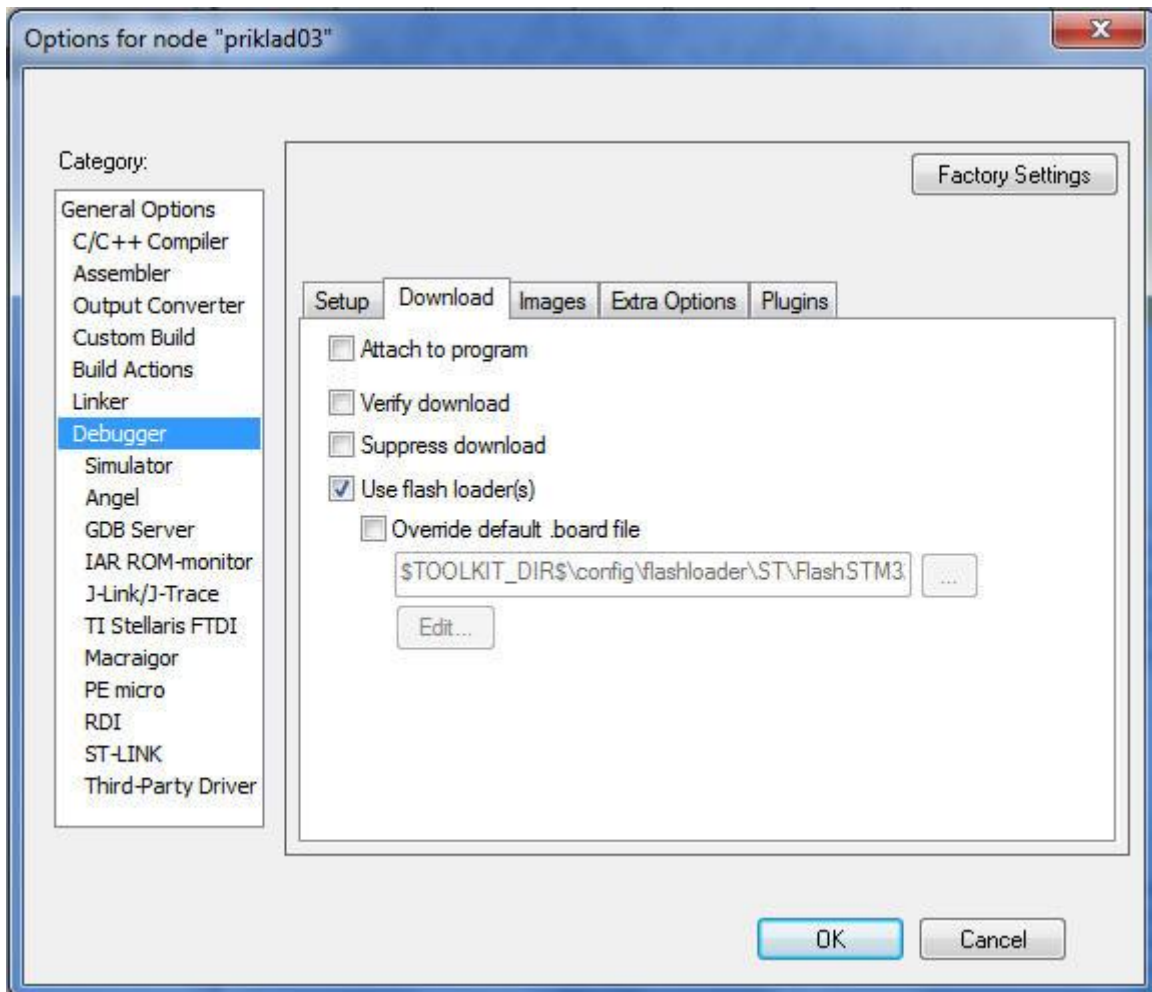 Options for node "priklad03"
Category:
General Options
C/C++ Compiler
Assembler
Output Converter
Custom Build
Build Actions
Linker
Debugger
Simulator
Angel
GDB Server
IAR ROM-monitor
J-Link/J-Trace
TI Stellaris FTDI
Macraigor
PE micro
RDI
ST-LINK
Third-Party Driver
Factory Settings
Setup Download Images Extra Options Plugins
Attach to program
Verify download
Suppress download
Use flash loader(s)
Override default .board file
$TOOLKIT_DIR$\config\flashloader\ST\FlashSTM3 ...
Edit...
OK Cancel